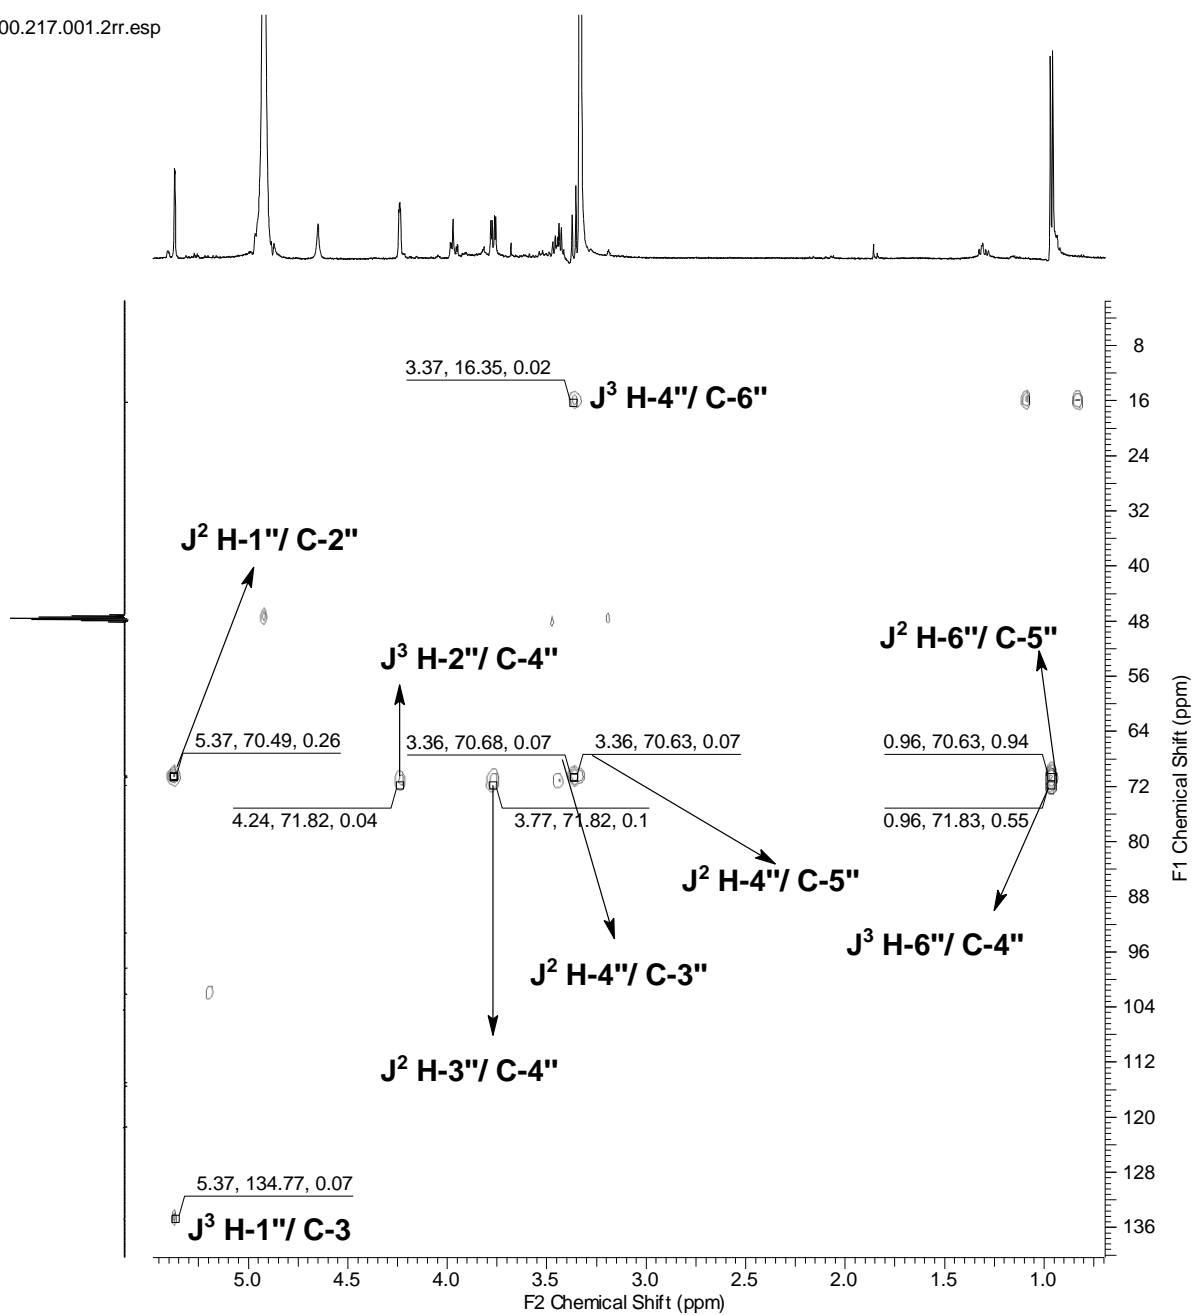 00.217.001.2rr.esp
8
3.37, 16.35, 0.02
J³ H-4"/ C-6"
16
24
32
J² H-1"/ C-2"
40
48
J² H-6"/ C-5"
J³ H-2"/ C-4"
56
64
5.37, 70.49, 0.26
3.36, 70.68, 0.07
3.36, 70.63, 0.07
0.96, 70.63, 0.94
72
4.24, 71.82, 0.04
3.77, 71.82, 0.1
0.96, 71.83, 0.55
80
F1 Chemical Shift (ppm)
J² H-4"/ C-5"
88
J³ H-6"/ C-4"
96
J² H-4"/ C-3"
104
J² H-3"/ C-4"
112
120
128
5.37, 134.77, 0.07
J³ H-1"/ C-3
136
5.0 4.5 4.0 3.5 3.0 2.5 2.0 1.5 1.0
F2 Chemical Shift (ppm)